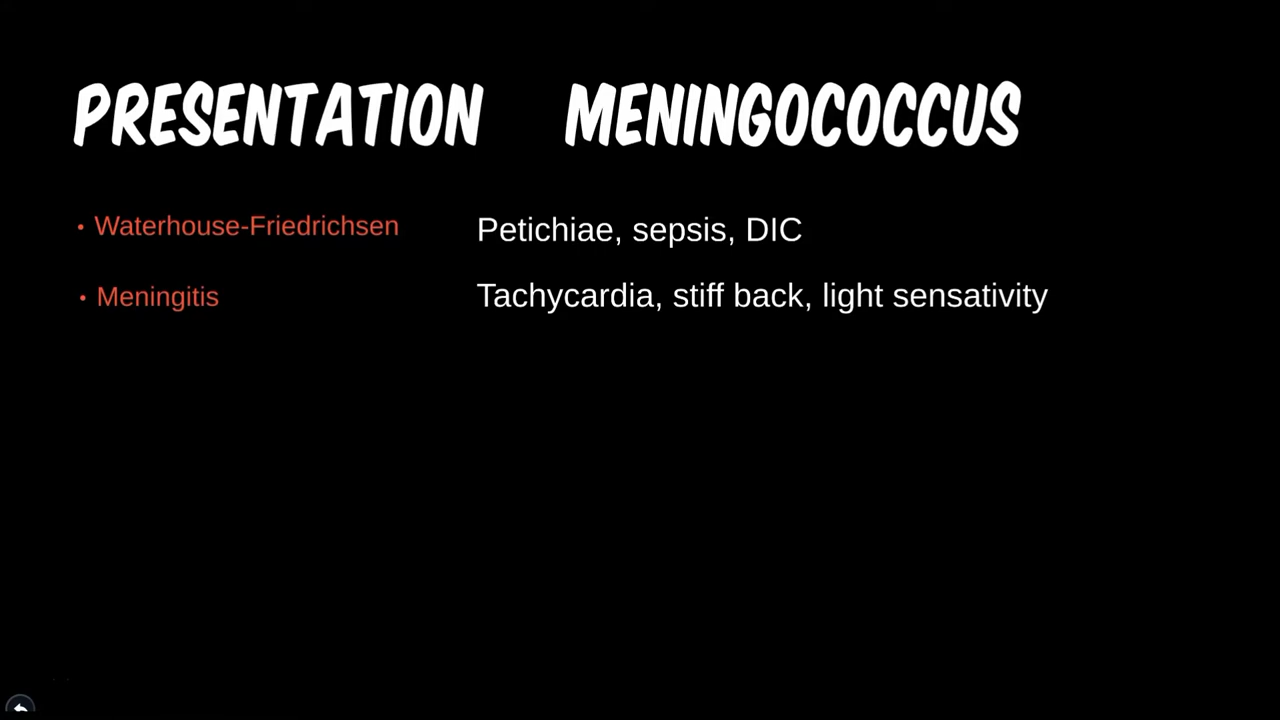 PRESENTATION MENINGOCOCCUS
• Waterhouse-Friedrichsen Petichiae, sepsis, DIC
• Meningitis Tachycardia, stiff back, light sensativity